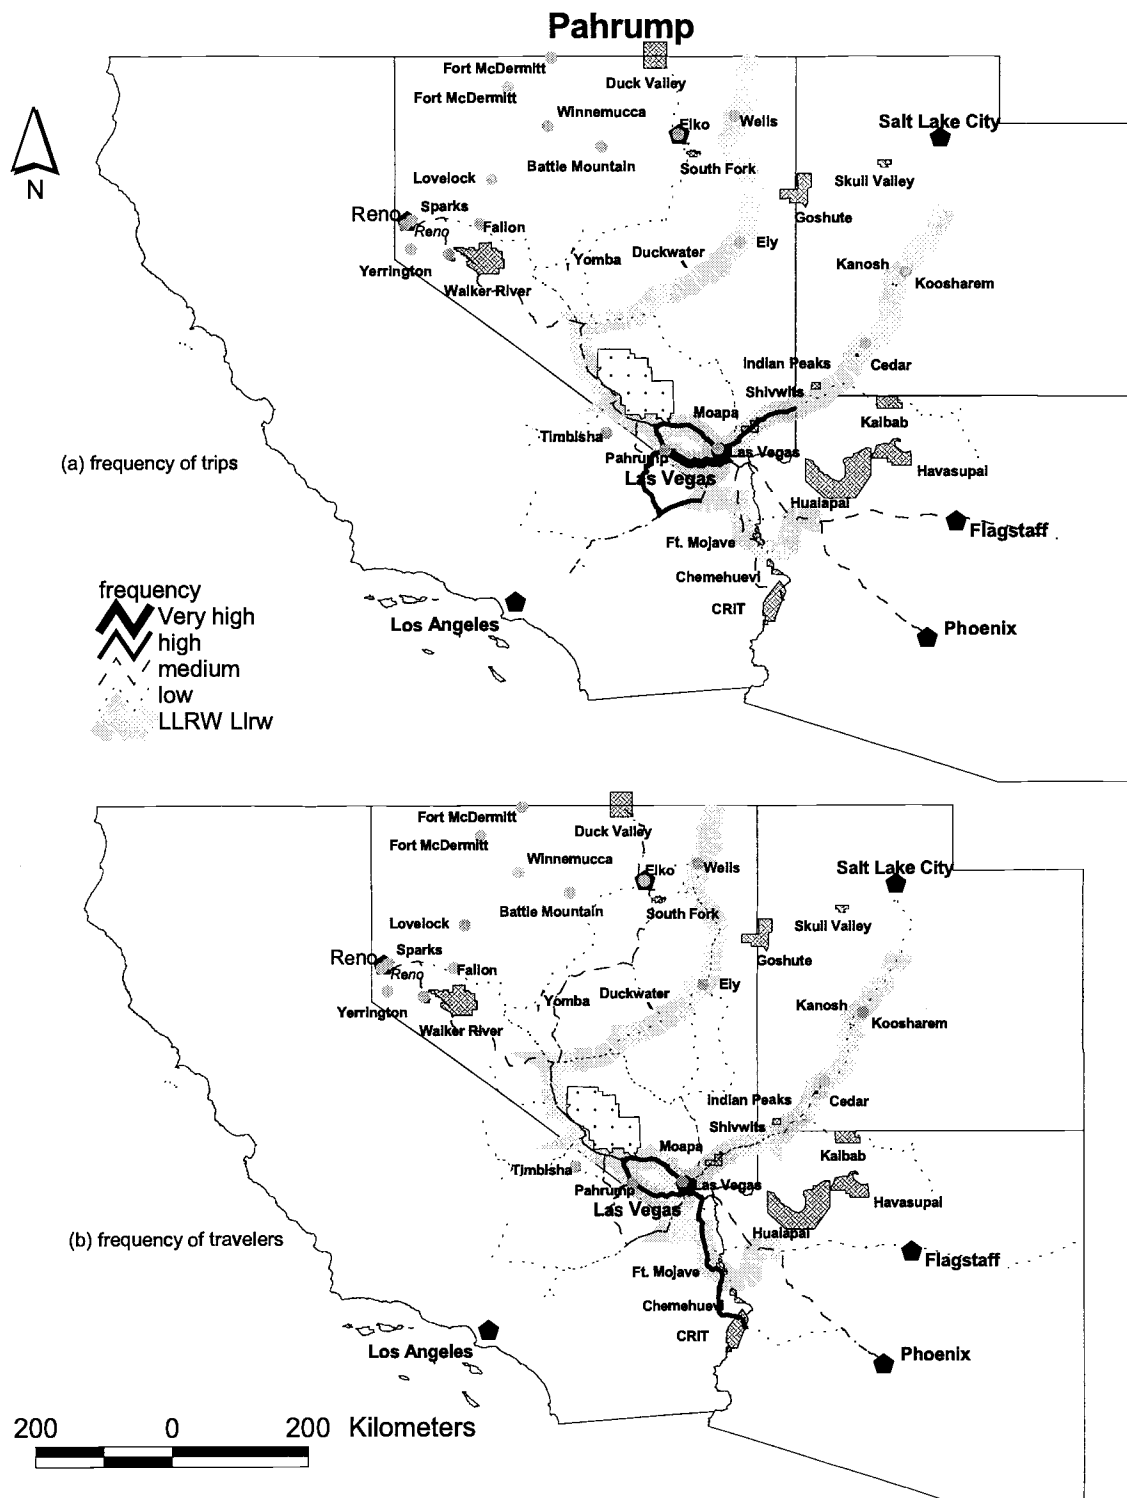 Pahrump
Fort McDermitt
Duck Valley
Fort McDermitt
Winnemucca
Elko
Wells
Salt Lake City
Battle Mountain
South Fork
Skull Valley
N
Lovelock
Sparks
Goshute
Reno
Reno
Fallon
Ely
Yomba
Duckwater
Kanosh
Yerrington
Koosharem
Walker River
Indian Peaks
Cedar
Shivwits
Moapa
Kaibab
Timbisha
(a) frequency of trips
Pahrump
Las Vegas
Havasupai
Las Vegas
Hualapai
Flagstaff
Ft. Mojave
Chemehuevi
frequency
Very high
CRIT
Los Angeles
Phoenix
high
medium
low
LLRW Llrw
Fort McDermitt
Duck Valley
Fort McDermitt
Winnemucca
Elko
Wells
Salt Lake City
Battle Mountain
South Fork
Skull Valley
Lovelock
Sparks
Goshute
Reno
Reno
Fallon
Ely
Yomba
Duckwater
Kanosh
Yerrington
Koosharem
Walker River
Indian Peaks
Cedar
Shivwits
Moapa
Kaibab
Timbisha
Pahrump
Las Vegas
Havasupai
Las Vegas
Hualapai
(b) frequency of travelers
Flagstaff
Ft. Mojave
Chemehuevi
CRIT
Los Angeles
Phoenix
200 0 200 Kilometers